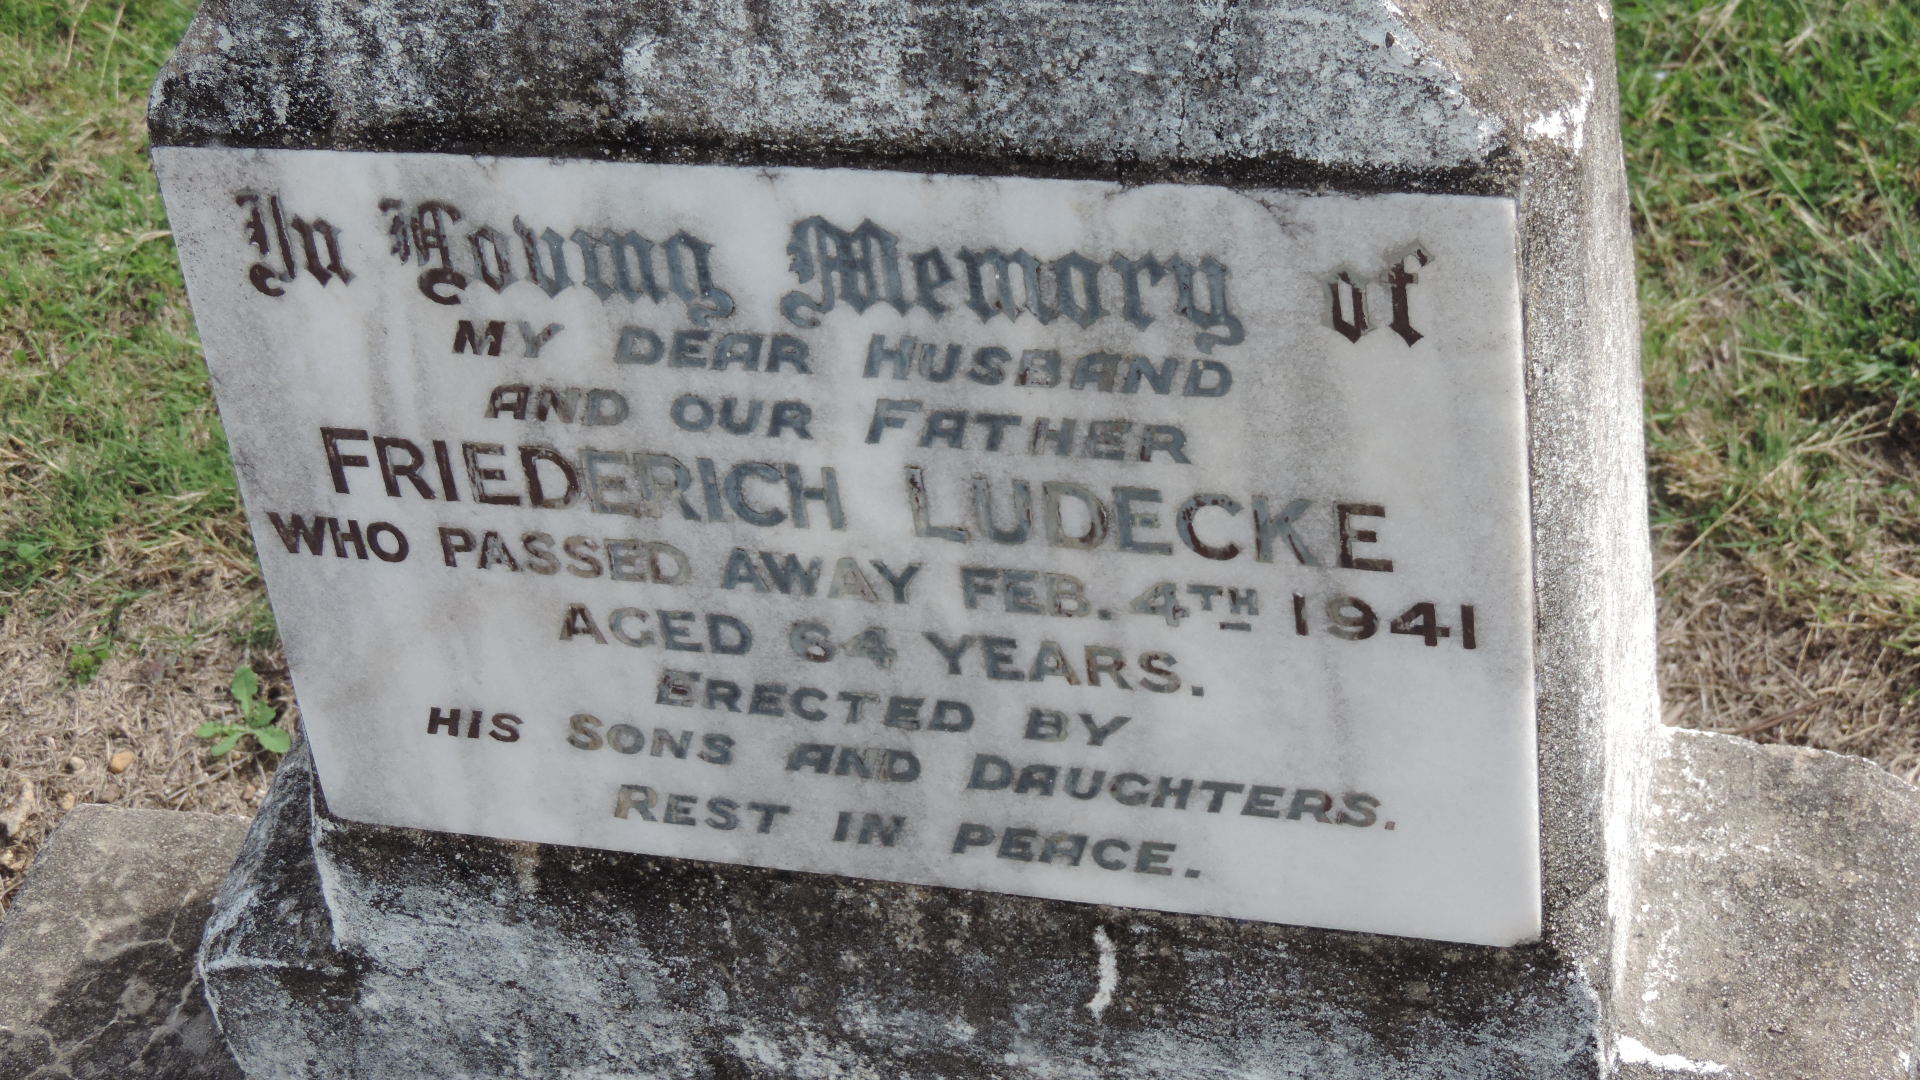 In Loving Memory of
MY DEAR HUSBAND
AND OUR FATHER
FRIEDERICH LUDECKE
WHO PASSED AWAY FEB. 4TH 1941
AGED 64 YEARS.
ERECTED BY
HIS SONS AND DAUGHTERS.
REST IN PEACE.